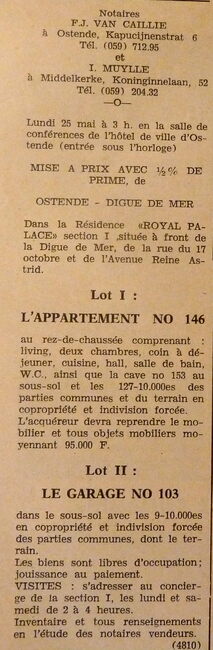 Notaires
F.J. VAN CAILLIE
à Ostende, Kapucijnenstrat 6
Tél. (059) 712.95
et
I. MUYLLE
à Middelkerke, Koninginnelaan, 52
Tél. (059) 204.32
—O—
Lundi 25 mai à 3 h. en la salle de
conférences de l'hôtel de ville d'Os-
tende (entrée sous l'horloge)
MISE A PRIX AVEC ½% DE
PRIME, de
OSTENDE - DIGUE DE MER
Dans la Résidence «ROYAL PA-
LACE» section I ,située à front de
la Digue de Mer, de la rue du 17
octobre et de l'Avenue Reine As-
trid.
Lot I :
L'APPARTEMENT NO 146
au rez-de-chaussée comprenant :
living, deux chambres, coin à dé-
jeuner, cuisine, hall, salle de bain,
W.C., ainsi que la cave no 153 au
sous-sol et les 127-10.000es des
parties communes et du terrain en
copropriété et indivision forcée.
L'acquéreur devra reprendre le mo-
bilier et tous objets mobiliers mo-
yennant 95.000 F.
Lot II :
LE GARAGE NO 103
dans le sous-sol avec les 9-10.000es
en copropriété et indivision forcée
des parties communes, dont le ter-
rain.
Les biens sont libres d'occupation;
jouissance au paiement.
VISITES : s'adresser au concier-
ge de la section I, les lundi et sa-
medi de 2 à 4 heures.
Inventaire et tous renseignements
en l'étude des notaires vendeurs.
(4810)